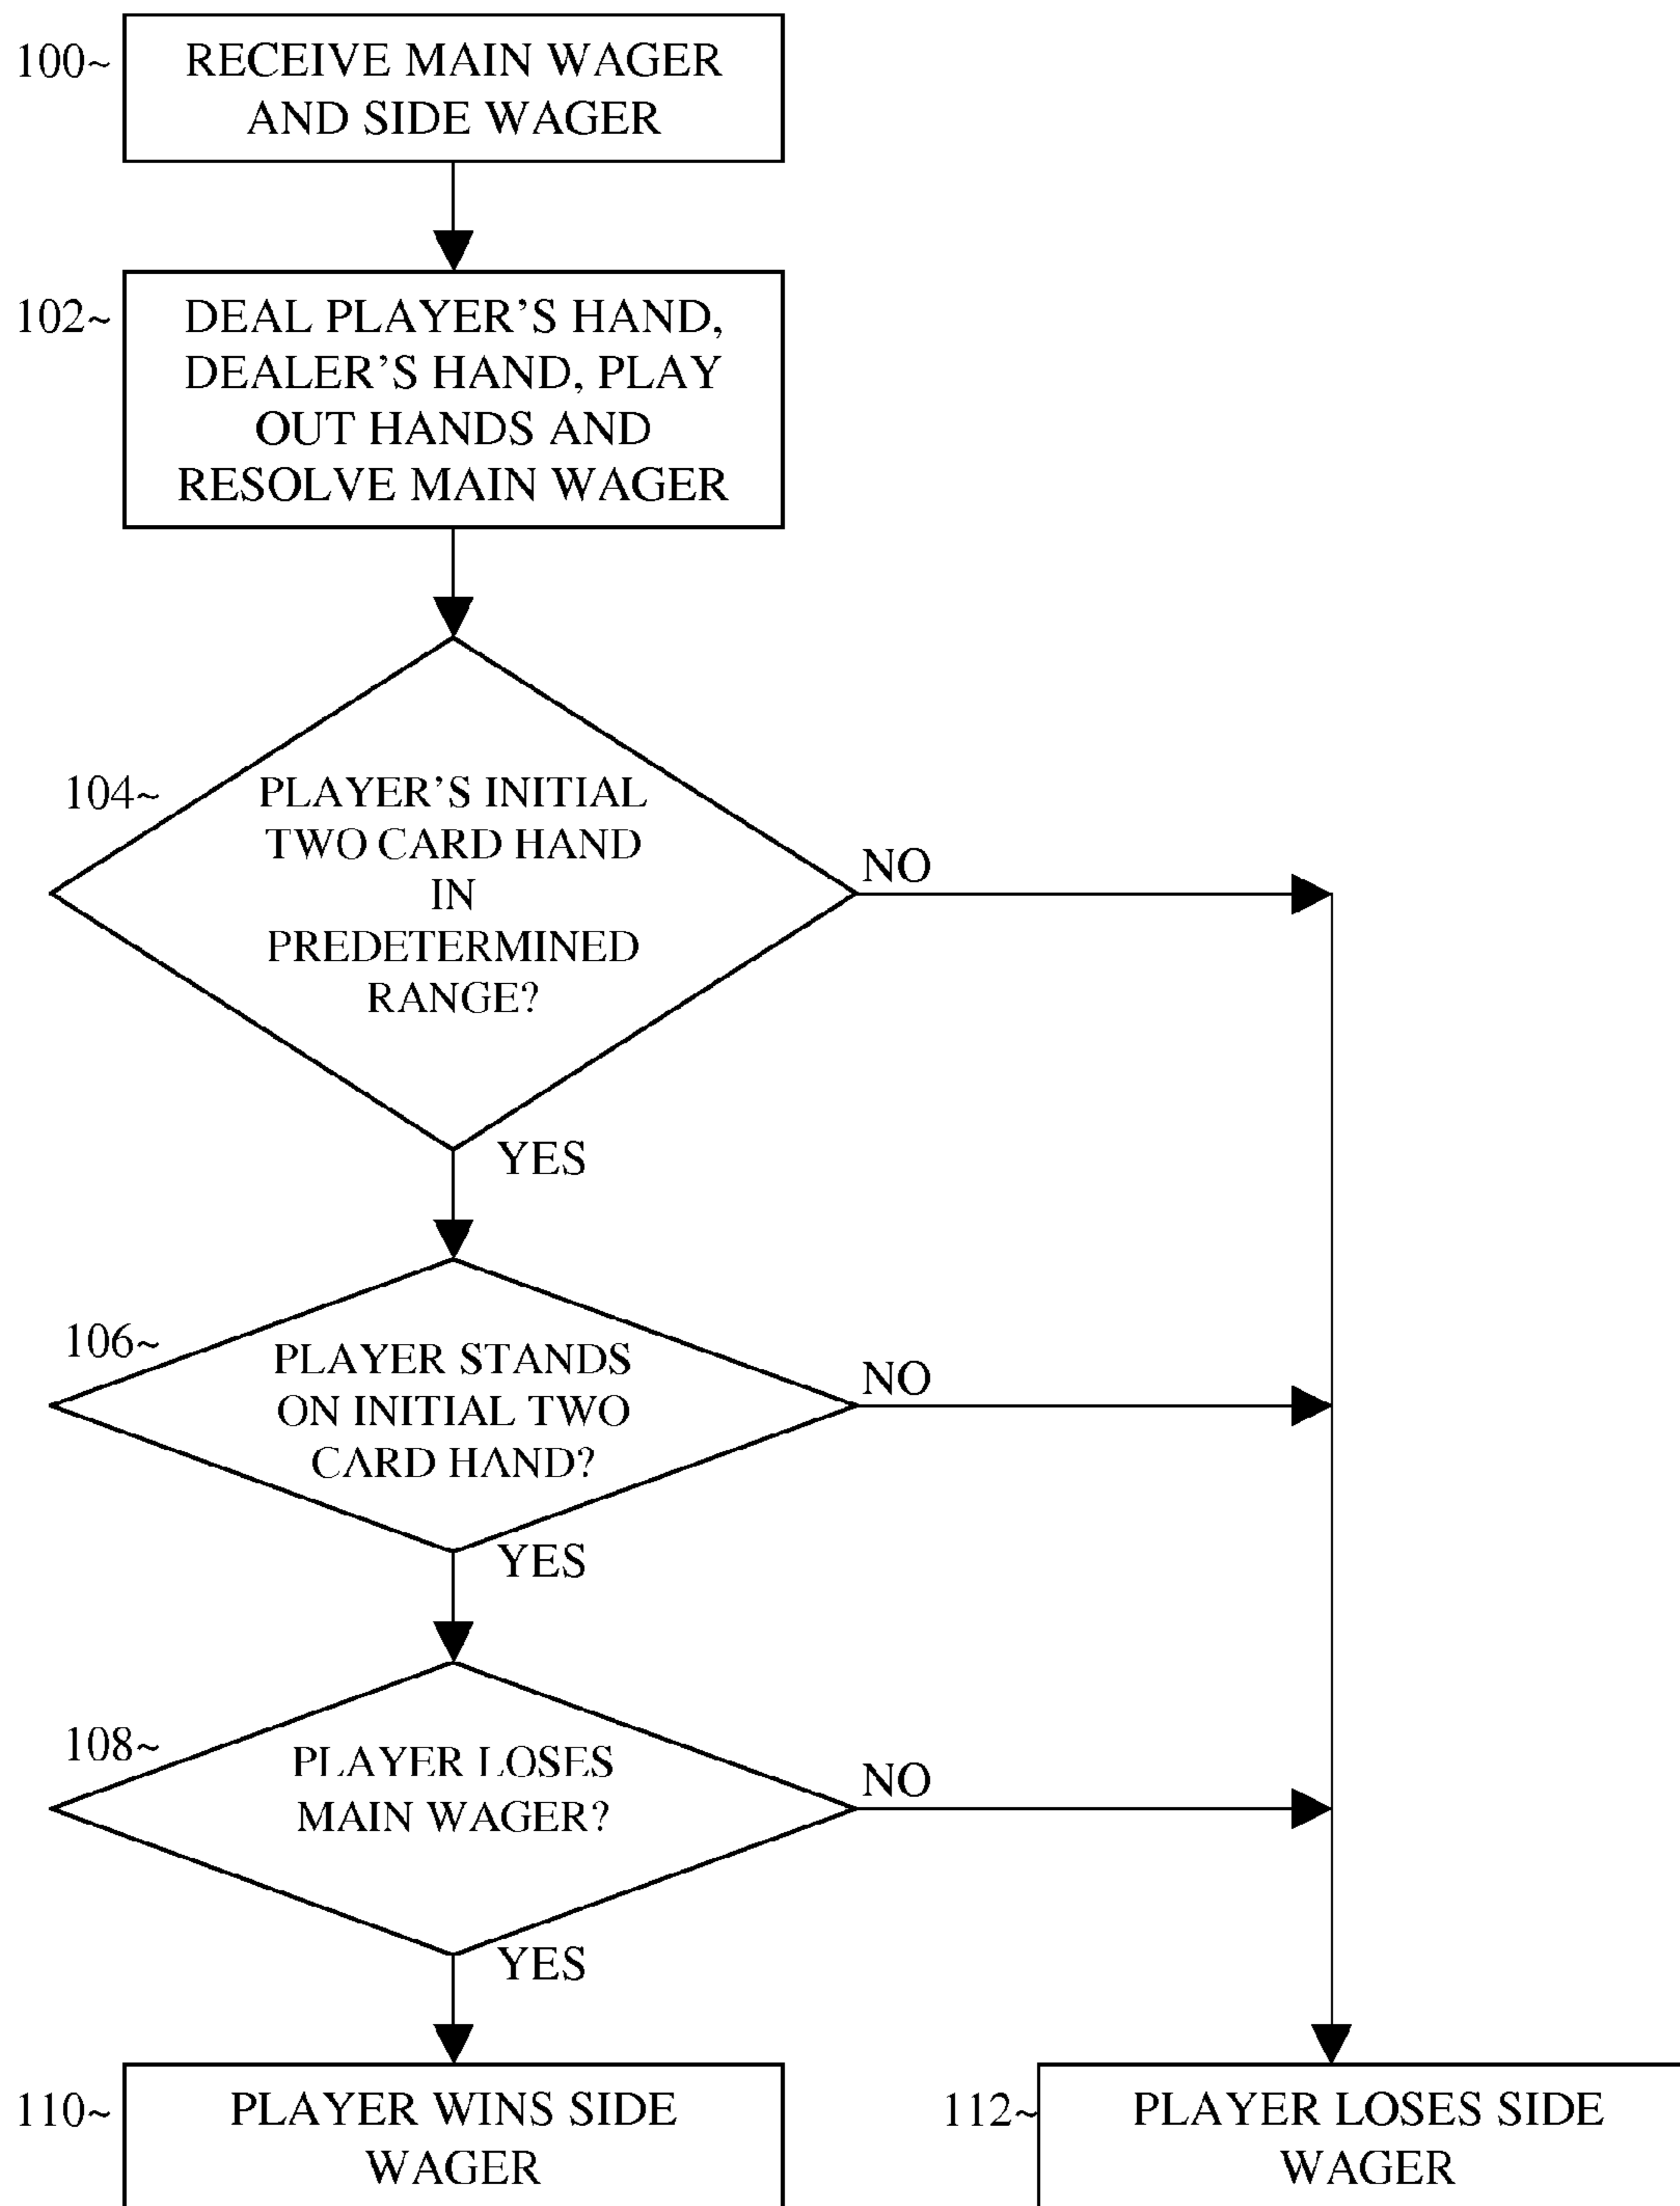 100~
RECEIVE MAIN WAGER
AND SIDE WAGER
102~
DEAL PLAYER'S HAND,
DEALER'S HAND, PLAY
OUT HANDS AND
RESOLVE MAIN WAGER
104~
PLAYER'S INITIAL
TWO CARD HAND
IN
PREDETERMINED
RANGE?
NO
YES
106~
PLAYER STANDS
ON INITIAL TWO
CARD HAND?
NO
YES
108~
PLAYER LOSES
MAIN WAGER?
NO
YES
110~
PLAYER WINS SIDE
WAGER
112~
PLAYER LOSES SIDE
WAGER